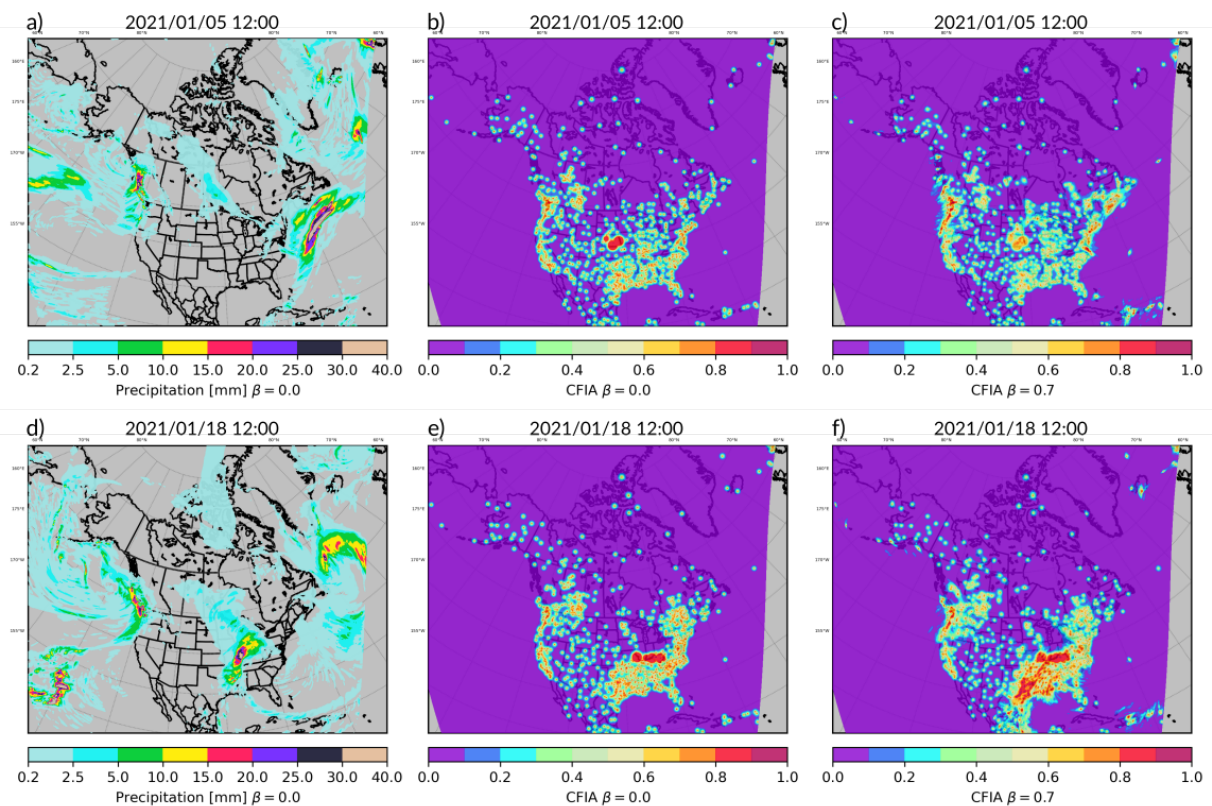 a) 2021/01/05 12:00
b) 2021/01/05 12:00
c) 2021/01/05 12:00
0.2 2.5 5.0 10.0 15.0 20.0 25.0 30.0 40.0
Precipitation [mm] β = 0.0
0.0 0.2 0.4 0.6 0.8 1.0
CFIA β = 0.0
0.0 0.2 0.4 0.6 0.8 1.0
CFIA β = 0.7
d) 2021/01/18 12:00
e) 2021/01/18 12:00
f) 2021/01/18 12:00
0.2 2.5 5.0 10.0 15.0 20.0 25.0 30.0 40.0
Precipitation [mm] β = 0.0
0.0 0.2 0.4 0.6 0.8 1.0
CFIA β = 0.0
0.0 0.2 0.4 0.6 0.8 1.0
CFIA β = 0.7